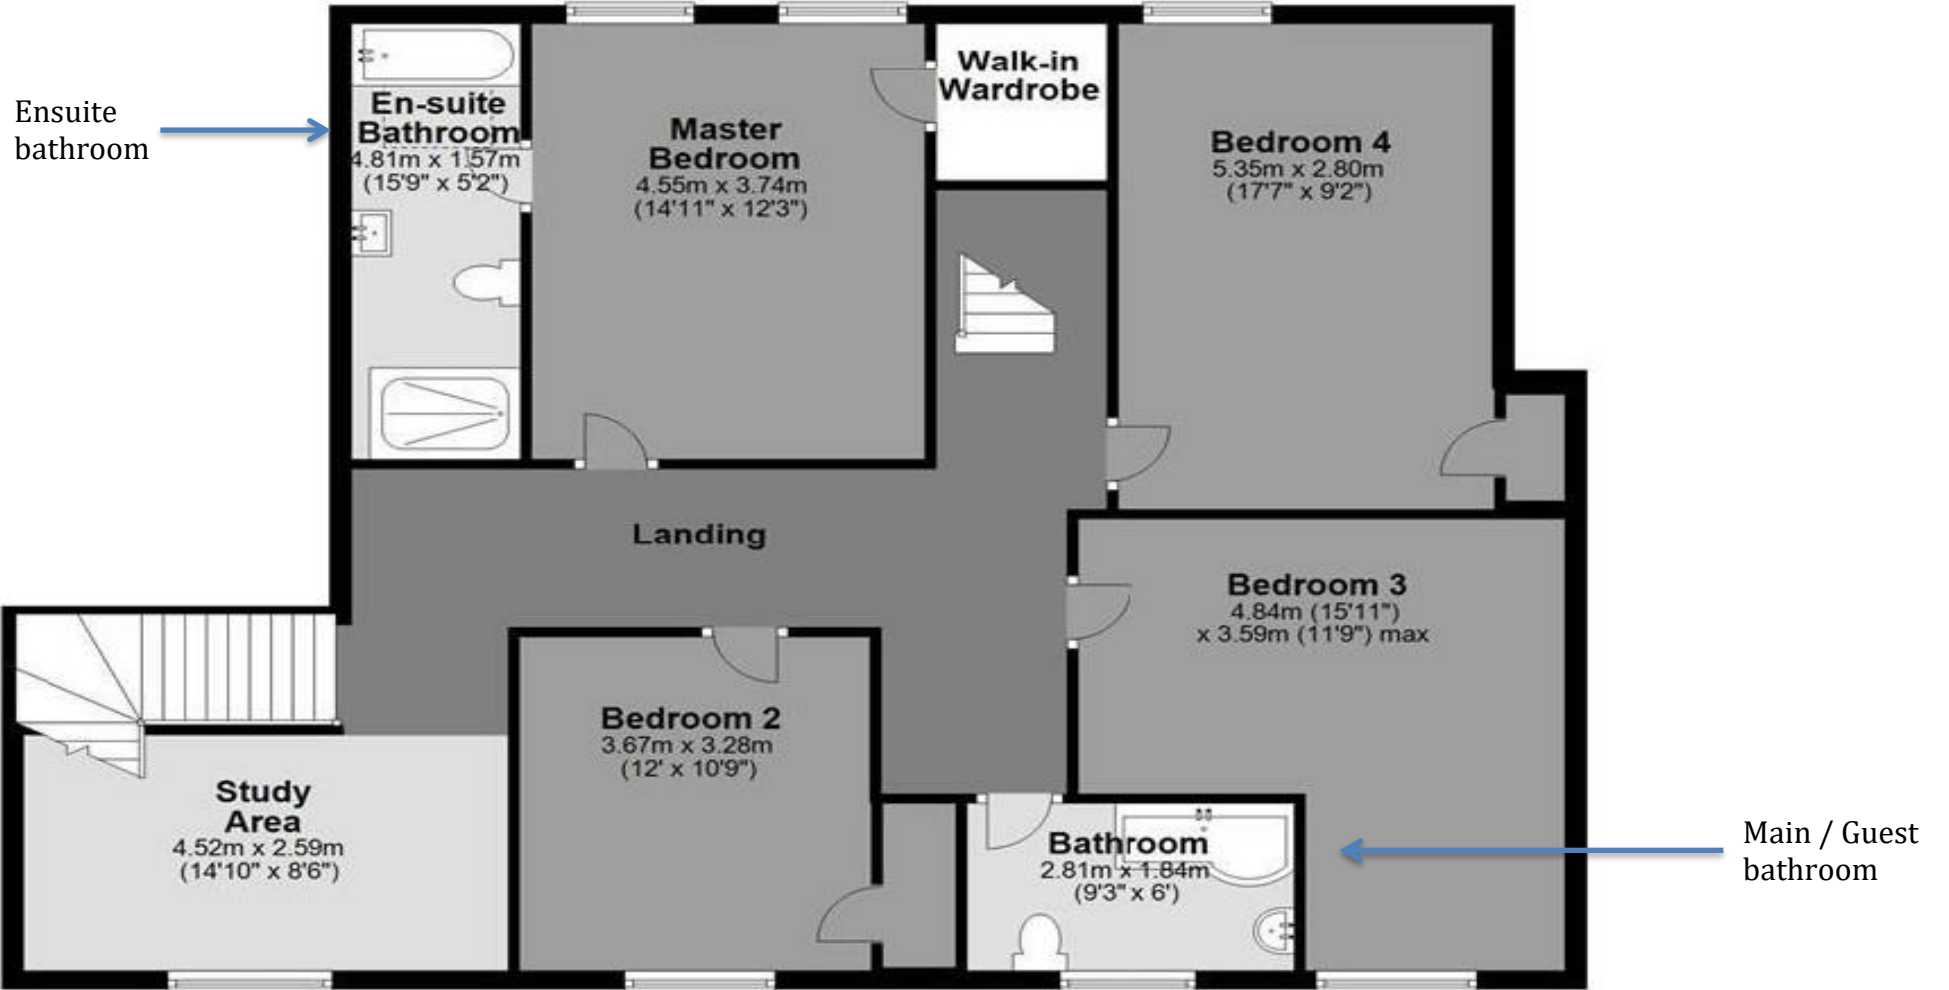 Ensuite
bathroom
En-suite
Bathroom
4.81m x 1.57m
(15'9" x 5'2")
Master
Bedroom
4.55m x 3.74m
(14'11" x 12'3")
Walk-in
Wardrobe
Bedroom 4
5.35m x 2.80m
(17'7" x 9'2")
Landing
Bedroom 3
4.84m (15'11")
x 3.59m (11'9") max
Bedroom 2
3.67m x 3.28m
(12' x 10'9")
Study
Area
4.52m x 2.59m
(14'10" x 8'6")
Bathroom
2.81m x 1.84m
(9'3" x 6')
Main / Guest
bathroom